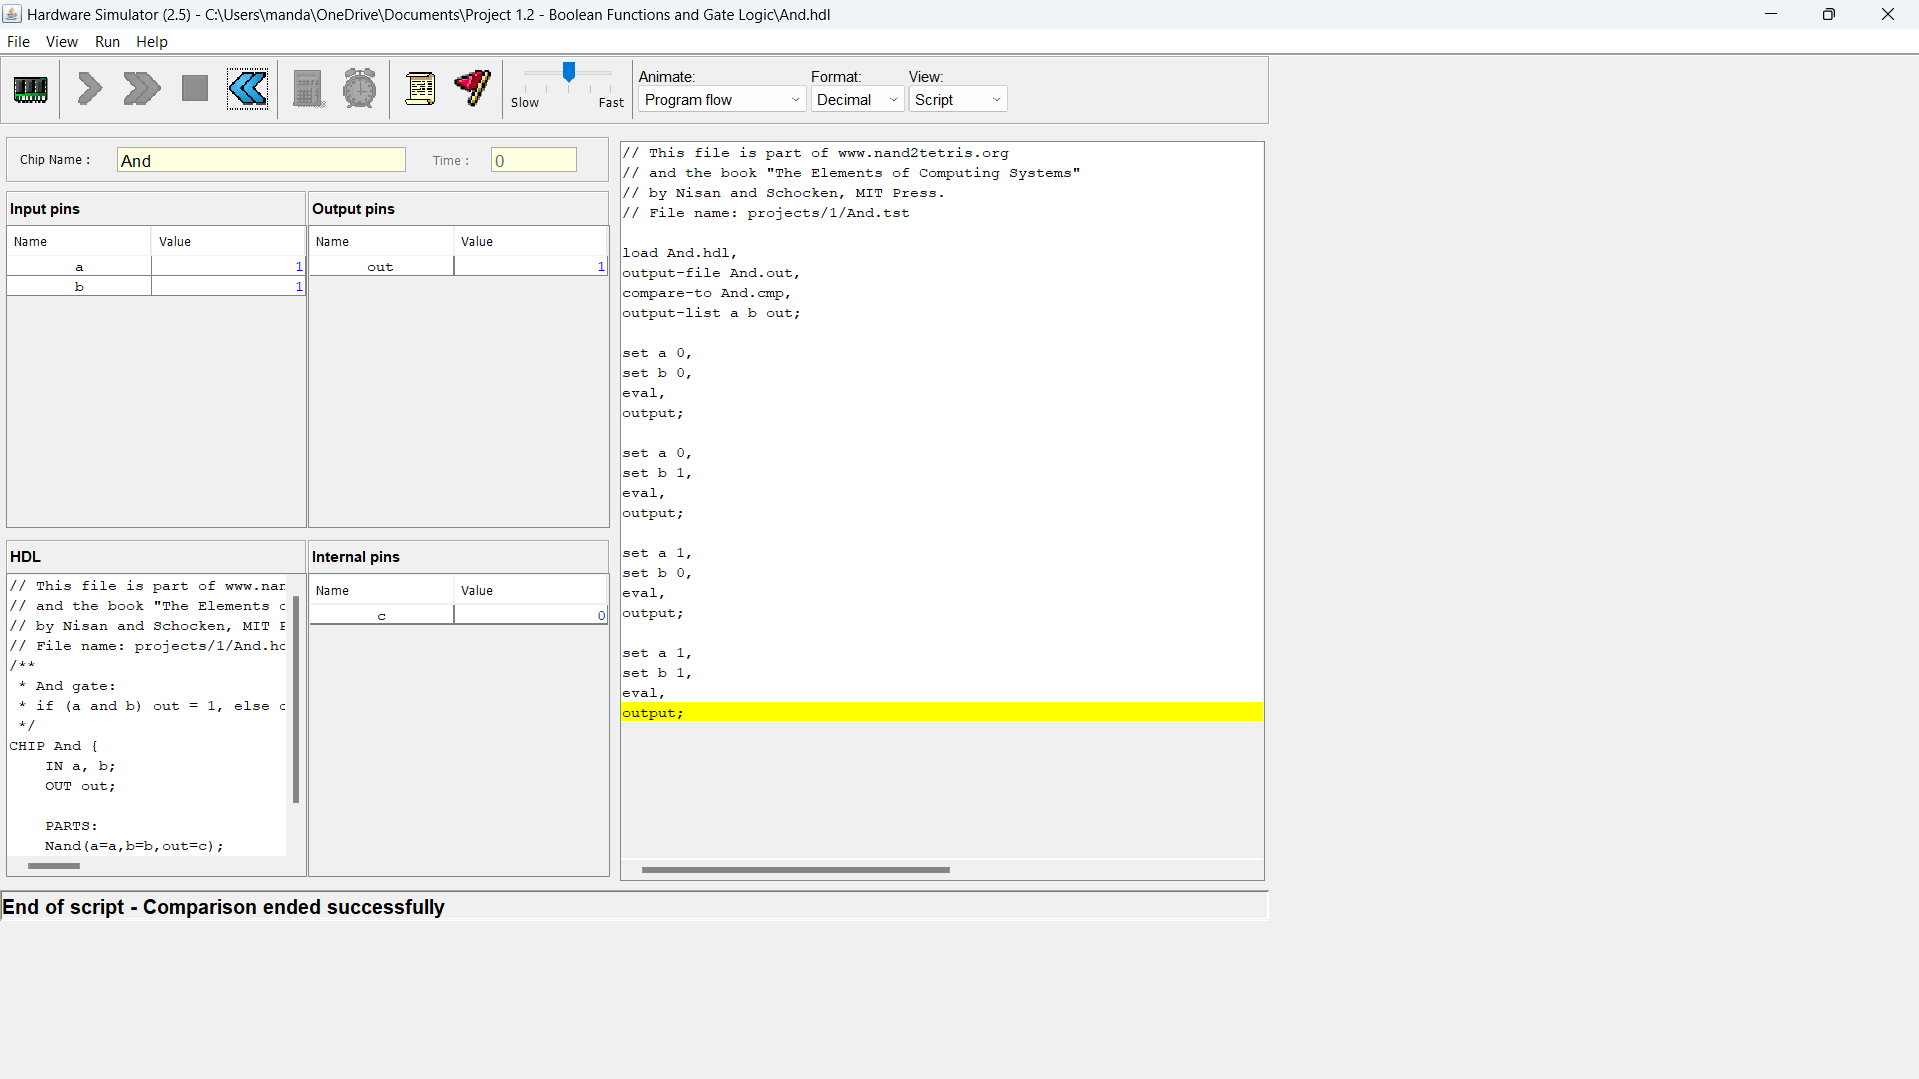 Hardware Simulator (2.5) - C:\Users\manda\OneDrive\Documents\Project 1.2 - Boolean Functions and Gate Logic\And.hdl
File View Run Help
Slow Fast
Animate: Format: View:
Program flow Decimal Script
Chip Name : And Time : 0
Input pins
Name Value
a 1
b 1
Output pins
Name Value
out 1
HDL
// This file is part of www.nan
// and the book "The Elements
// by Nisan and Schocken, MIT
// File name: projects/1/And.hd
/**
* And gate:
* if (a and b) out = 1, else
*/
CHIP And {
IN a, b;
OUT out;
PARTS:
Nand(a=a,b=b,out=c);
Internal pins
Name Value
c 0
// This file is part of www.nand2tetris.org
// and the book "The Elements of Computing Systems"
// by Nisan and Schocken, MIT Press.
// File name: projects/1/And.tst
load And.hdl,
output-file And.out,
compare-to And.cmp,
output-list a b out;
set a 0,
set b 0,
eval,
output;
set a 0,
set b 1,
eval,
output;
set a 1,
set b 0,
eval,
output;
set a 1,
set b 1,
eval,
output;
End of script - Comparison ended successfully